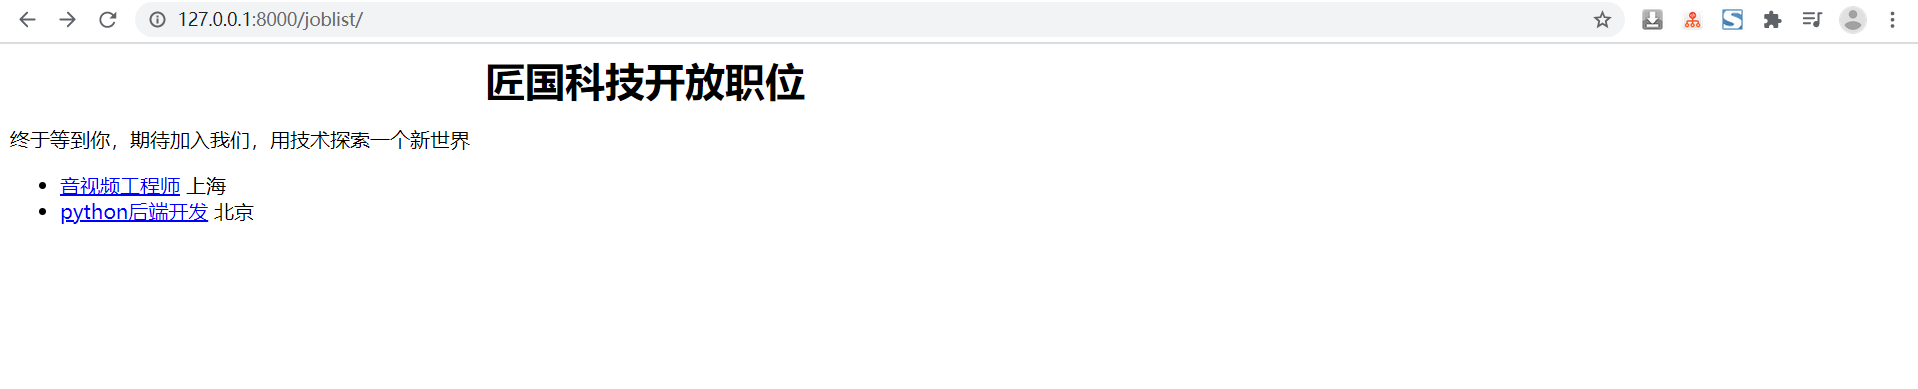 127.0.0.1:8000/joblist/
匠国科技开放职位
终于等到你，期待加入我们，用技术探索一个新世界
音视频工程师 上海
python后端开发 北京